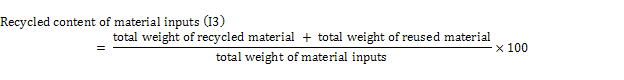 Recycled content of material inputs (I3)
total weight of recycled material + total weight of reused material
= × 100
total weight of material inputs